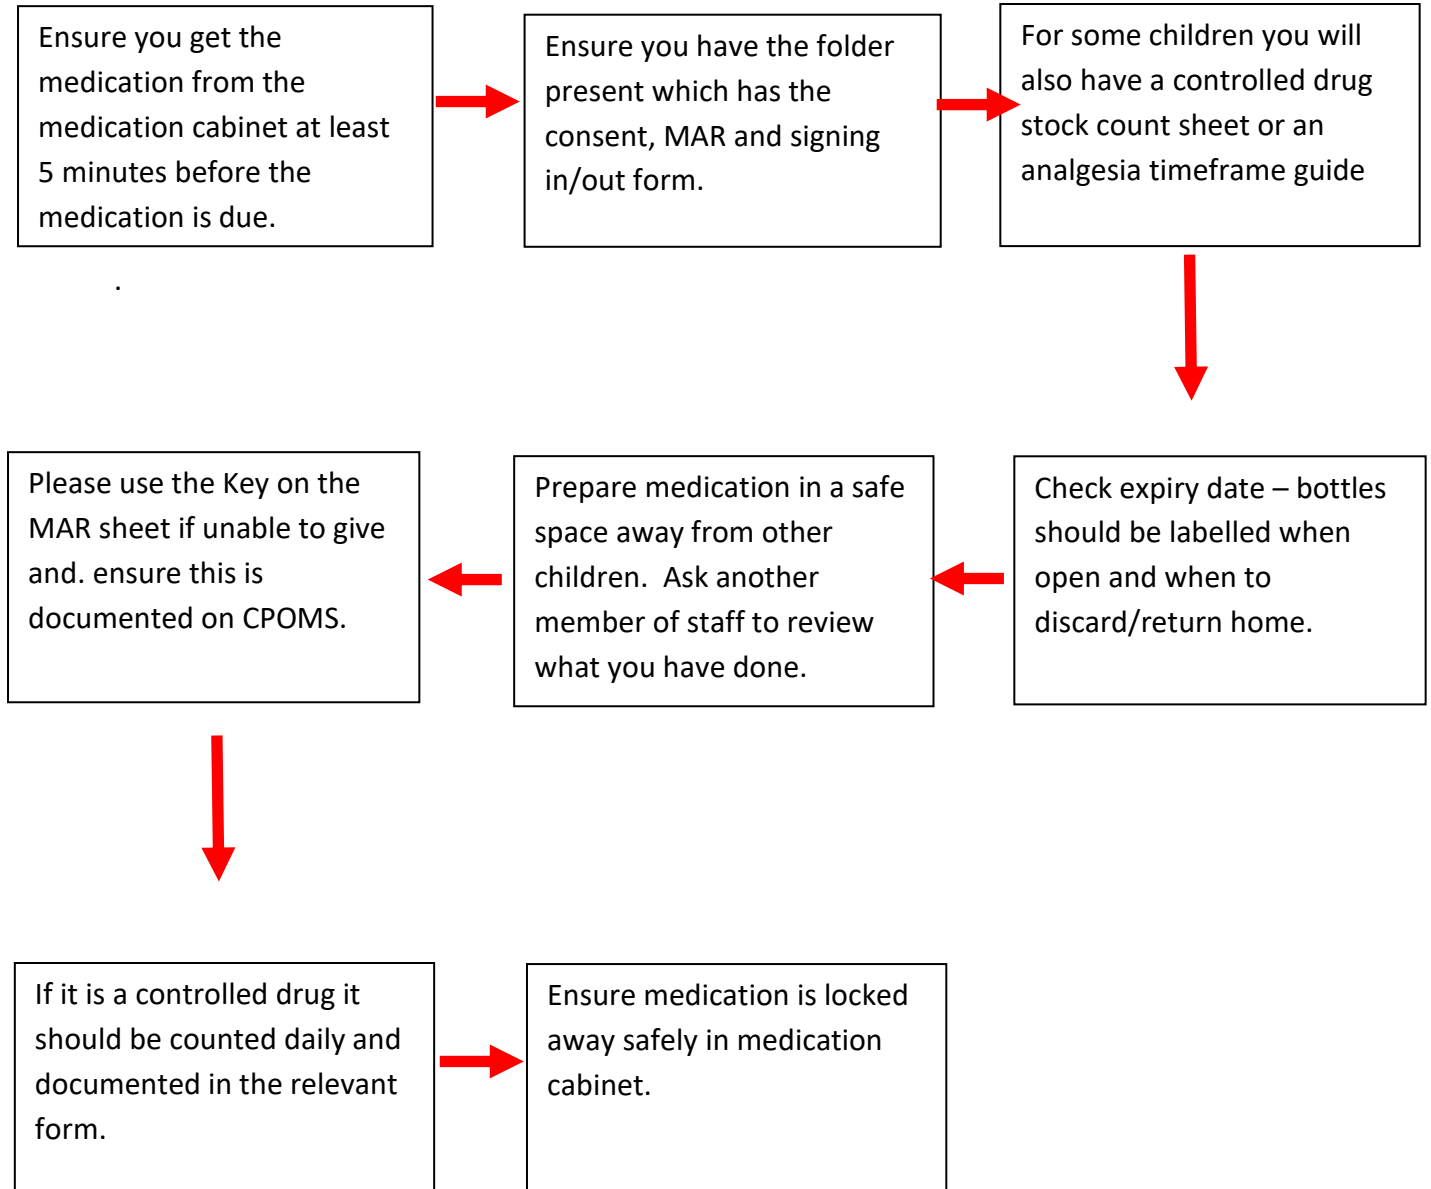 Ensure you get the
medication from the
medication cabinet at least
5 minutes before the
medication is due.
Ensure you have the folder
present which has the
consent, MAR and signing
in/out form.
For some children you will
also have a controlled drug
stock count sheet or an
analgesia timeframe guide
.
Check expiry date – bottles
should be labelled when
open and when to
discard/return home.
Prepare medication in a safe
space away from other
children.  Ask another
member of staff to review
what you have done.
Please use the Key on the
MAR sheet if unable to give
and. ensure this is
documented on CPOMS.
If it is a controlled drug it
should be counted daily and
documented in the relevant
form.
Ensure medication is locked
away safely in medication
cabinet.